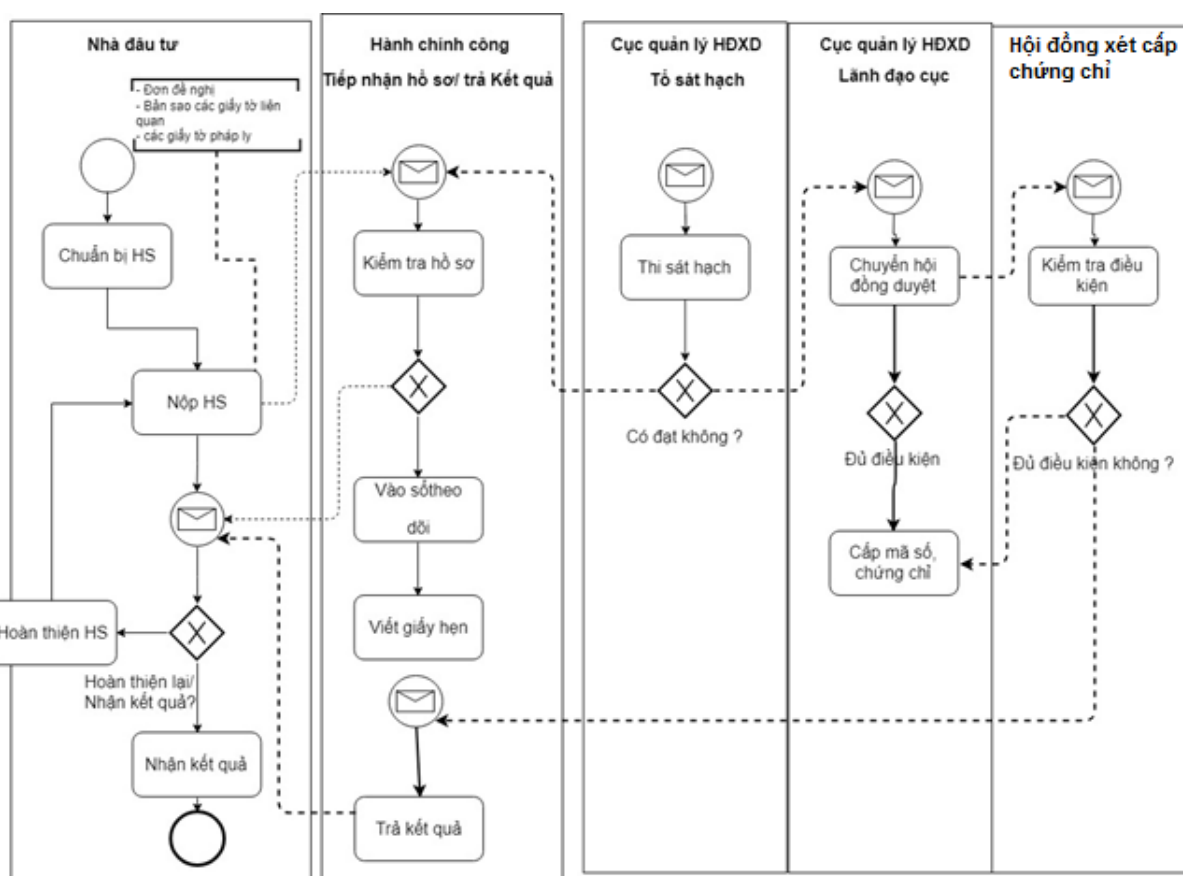 Nhà đầu tư
- Đơn đề nghị
- Bản sao các giấy tờ liên
quan
- các giấy tờ pháp ly
Chuẩn bị HS
Nộp HS
Hoàn thiện HS
Hoàn thiện lại/
Nhận kết quả?
Nhận kết quả
Hành chính công
Tiếp nhận hồ sơ/ trả Kết quả
Kiểm tra hồ sơ
Vào sổtheo
dõi
Viết giấy hẹn
Trả kết quả
Cục quản lý HĐXD
Tổ sát hạch
Thi sát hạch
Có đạt không ?
Cục quản lý HĐXD
Lãnh đạo cục
Chuyển hội
đồng duyệt
Đủ điều kiện
Cấp mã số,
chứng chỉ
Hội đồng xét cấp
chứng chỉ
Kiểm tra điều
kiện
Đủ điều kiện không ?